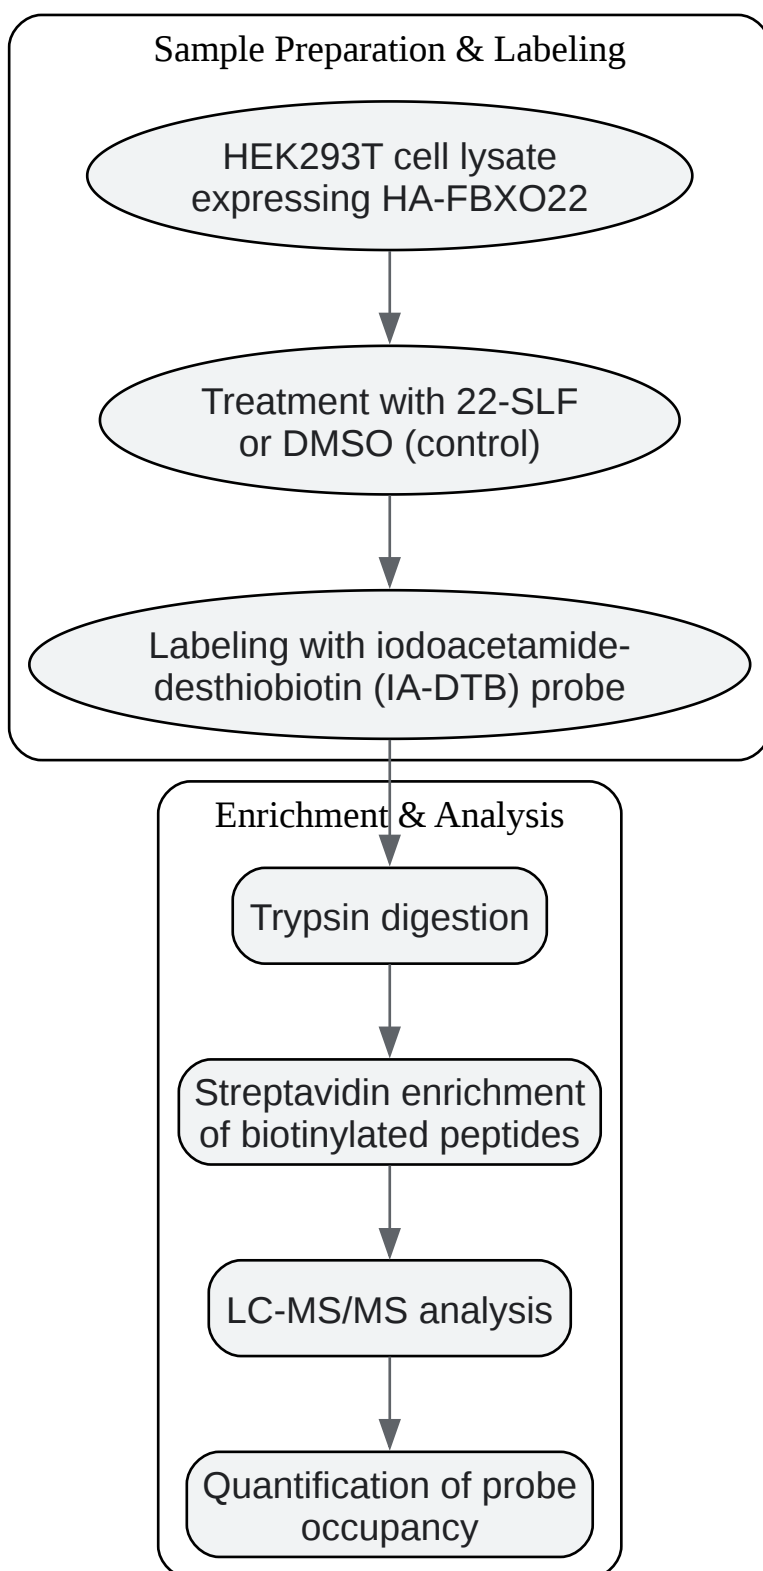 Sample Preparation & Labeling
HEK293T cell lysate
expressing HA-FBXO22
Treatment with 22-SLF
or DMSO (control)
Labeling with iodoacetamide-
desthiobiotin (IA-DTB) probe
Enrichment & Analysis
Trypsin digestion
Streptavidin enrichment
of biotinylated peptides
LC-MS/MS analysis
Quantification of probe
occupancy